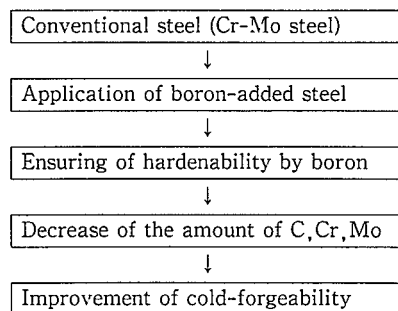 Conventional steel (Cr-Mo steel)
↓
Application of boron-added steel
↓
Ensuring of hardenability by boron
↓
Decrease of the amount of C,Cr,Mo
↓
Improvement of cold-forgeability